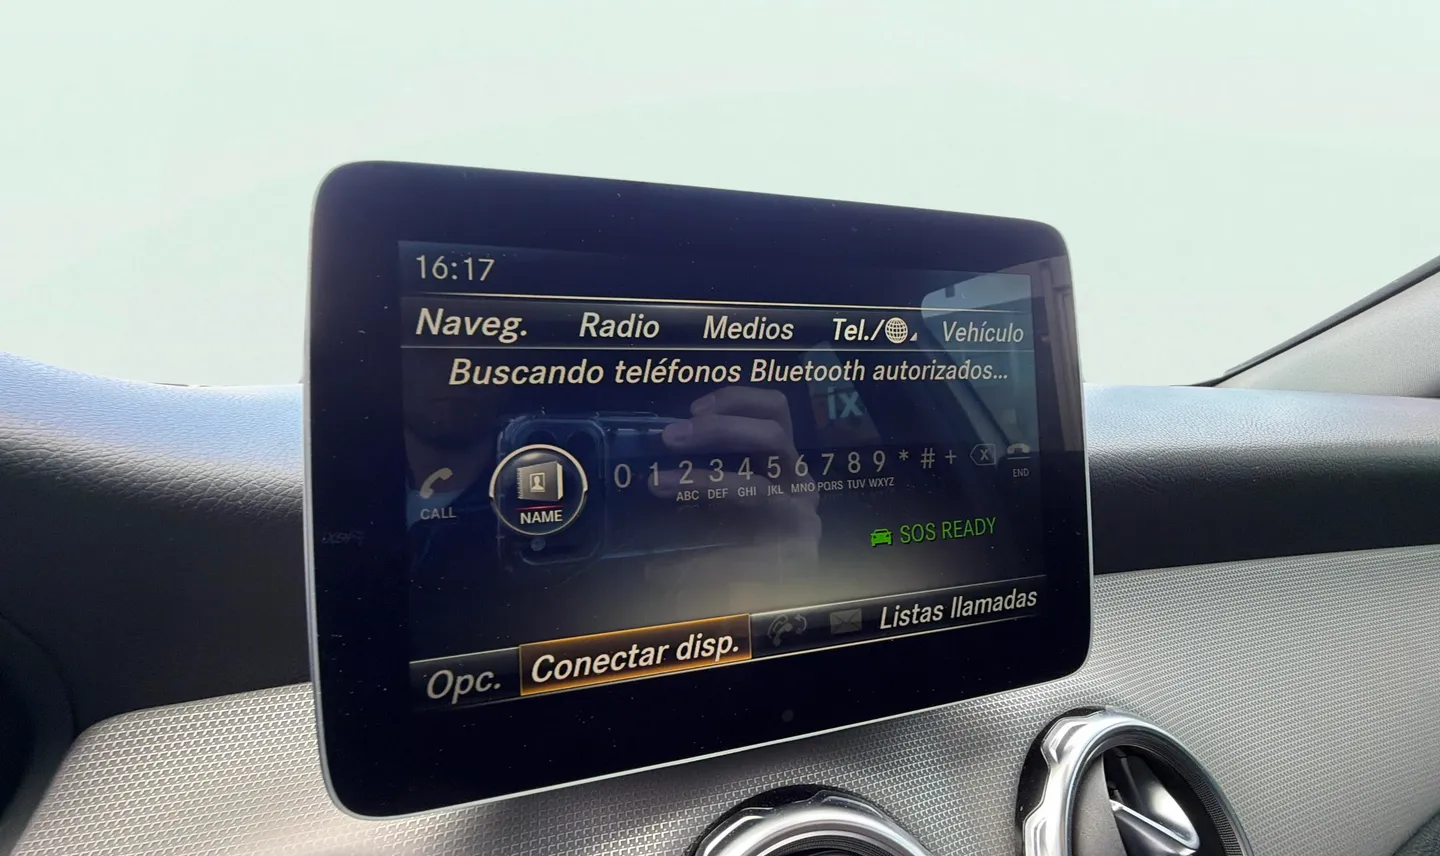 16:17
Naveg. Radio Medios Tel./ Vehículo
Buscando teléfonos Bluetooth autorizados...
ix
0 1 2 3 4 5 6 7 8 9 * # + X
ABC DEF GHI JKL MNO PQRS TUV WXYZ
CALL NAME END
SOS READY
Opc. Conectar disp. Listas llamadas